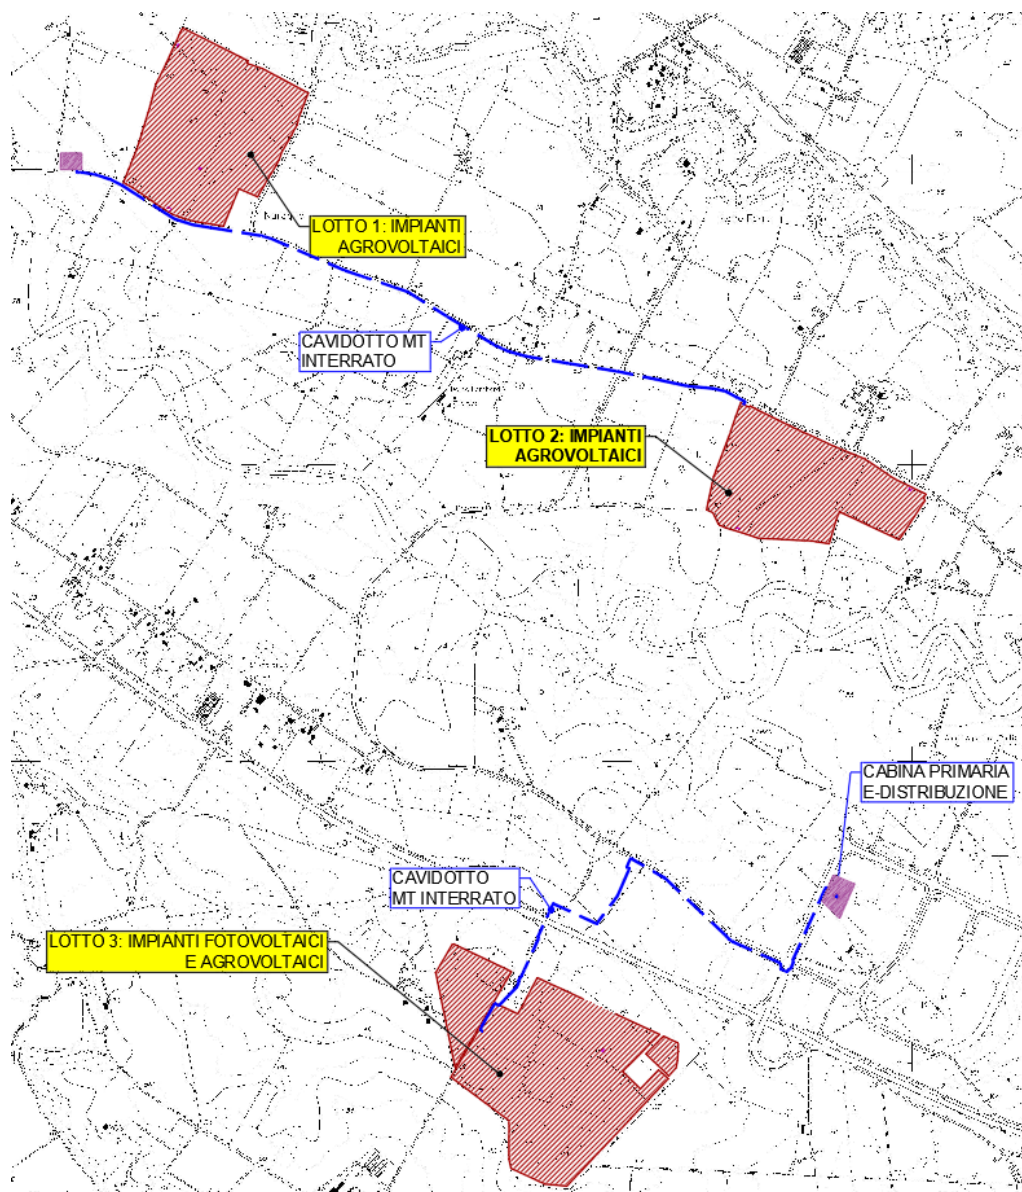 LOTTO 1: IMPIANTI
AGROVOLTAICI
CAVIDOTTO MT
INTERRATO
LOTTO 2: IMPIANTI
AGROVOLTAICI
CABINA PRIMARIA
E-DISTRIBUZIONE
CAVIDOTTO
MT INTERRATO
LOTTO 3: IMPIANTI FOTOVOLTAICI
E AGROVOLTAICI